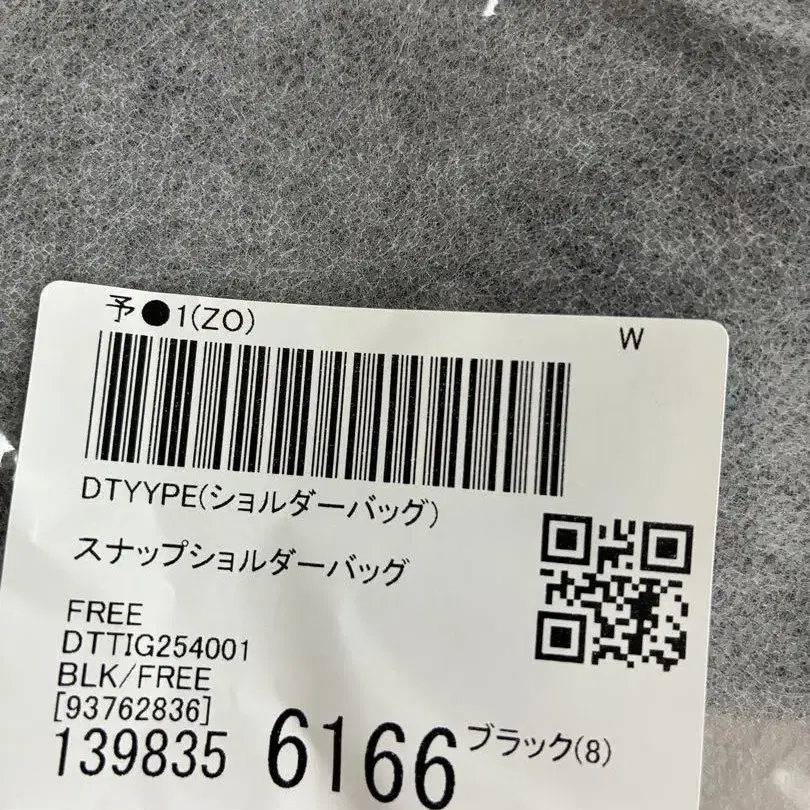 予●1(ZO)
W
DTYYPE(ショルダーバッグ)
スナップショルダーバッグ
FREE
DTTIG254001
BLK/FREE
[93762836]
139835 6166 ブラック(8)